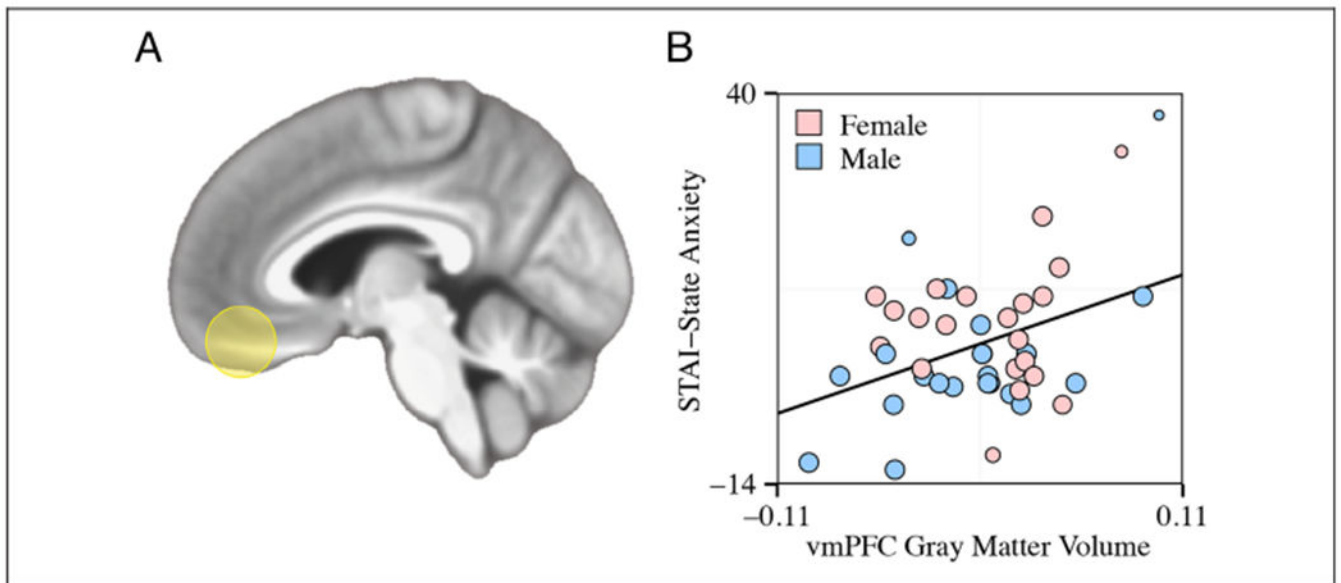 A
B
40
Female
Male
STAI–State Anxiety
–14
–0.11
0.11
vmPFC Gray Matter Volume